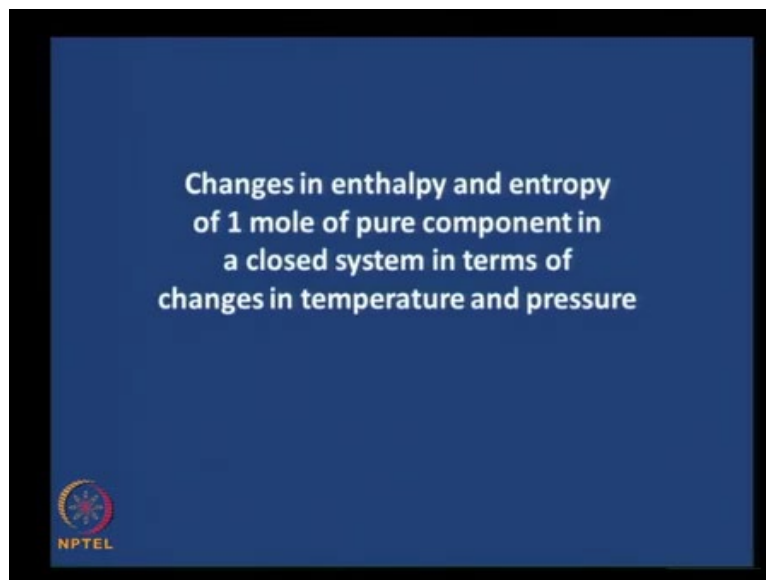 Changes in enthalpy and entropy
of 1 mole of pure component in
a closed system in terms of
changes in temperature and pressure
NPTEL